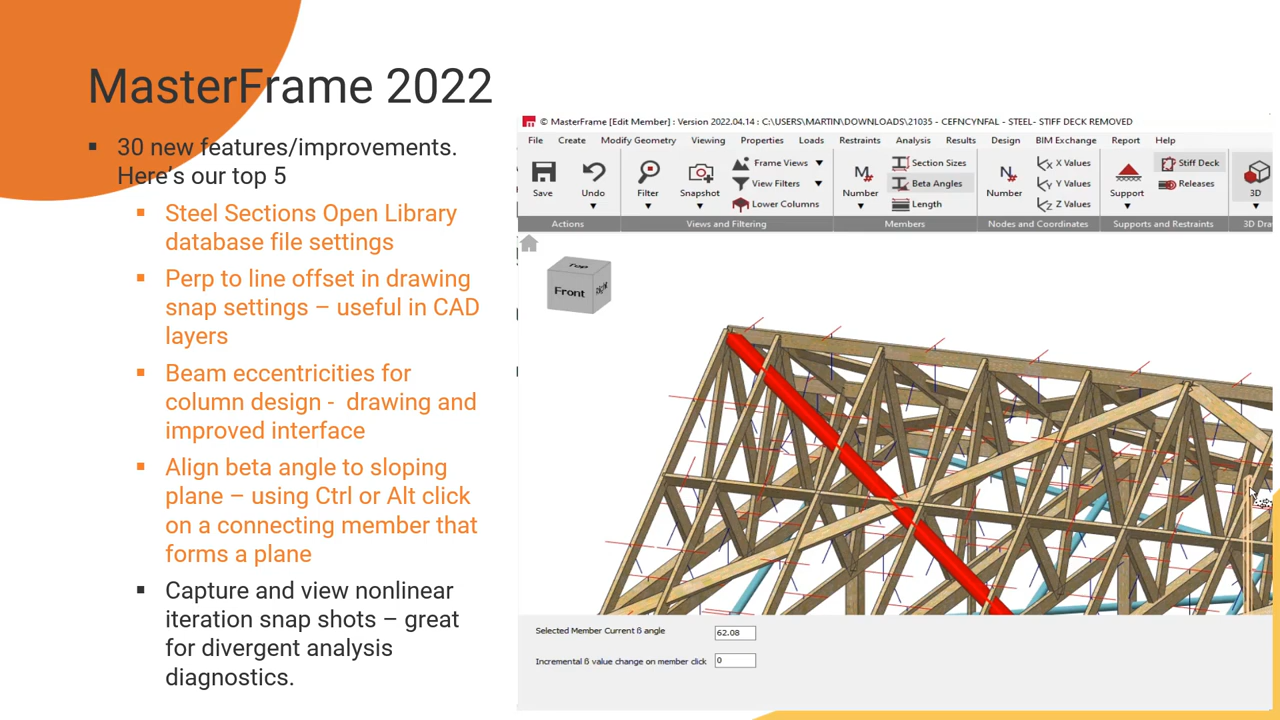 MasterFrame 2022
▪ 30 new features/improvements.
Here's our top 5
▪ Steel Sections Open Library
database file settings
▪ Perp to line offset in drawing
snap settings – useful in CAD
layers
▪ Beam eccentricities for
column design - drawing and
improved interface
▪ Align beta angle to sloping
plane – using Ctrl or Alt click
on a connecting member that
forms a plane
▪ Capture and view nonlinear
iteration snap shots – great
for divergent analysis
diagnostics.
© MasterFrame [Edit Member] : Version 2022.04.14 : C:\USERS\MARTIN\DOWNLOADS\21035 - CEFNCYNFAL - STEEL- STIFF DECK REMOVED
File Create Modify Geometry Viewing Properties Loads Restraints Analysis Results Design BIM Exchange Report Help
Save Undo Filter Snapshot Frame Views View Filters Lower Columns M Number Section Sizes Beta Angles Length N Number X Values Y Values Z Values Support Stiff Deck Releases 3D
Actions Views and Filtering Members Nodes and Coordinates Supports and Restraints 3D Dra
Top
Front Right
Selected Member Current ß angle 62.08
Incremental ß value change on member click 0